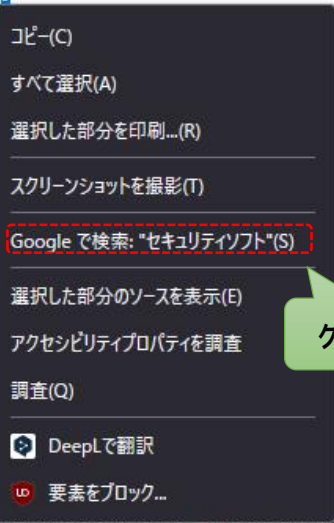 コピー(C)
すべて選択(A)
選択した部分を印刷...(R)
スクリーンショットを撮影(T)
Google で検索: "セキュリティソフト"(S)
選択した部分のソースを表示(E)
アクセシビリティプロパティを調査
調査(Q)
DeepLで翻訳
要素をブロック...